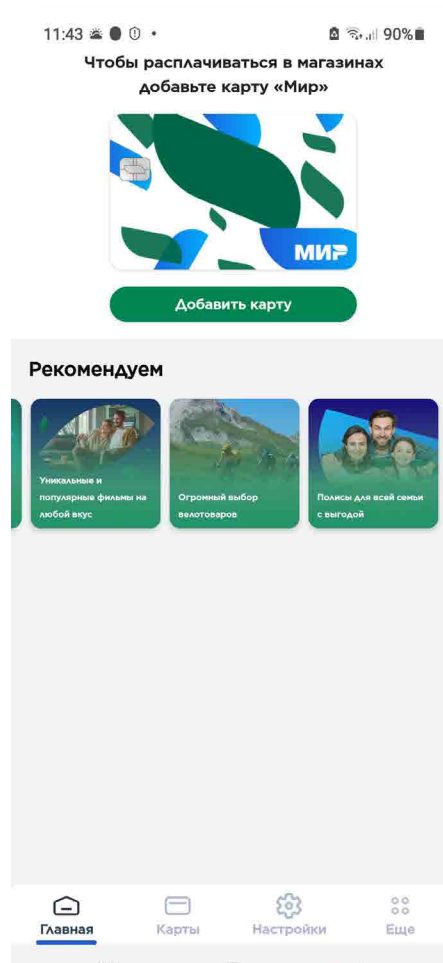 11:43
90%
Чтобы расплачиваться в магазинах
добавьте карту «Мир»
МИР
Добавить карту
Рекомендуем
Уникальные и
популярные фильмы на
любой вкус
Огромный выбор
велотоваров
Полисы для всей семьи
с выгодой
Главная
Карты
Настройки
Еще